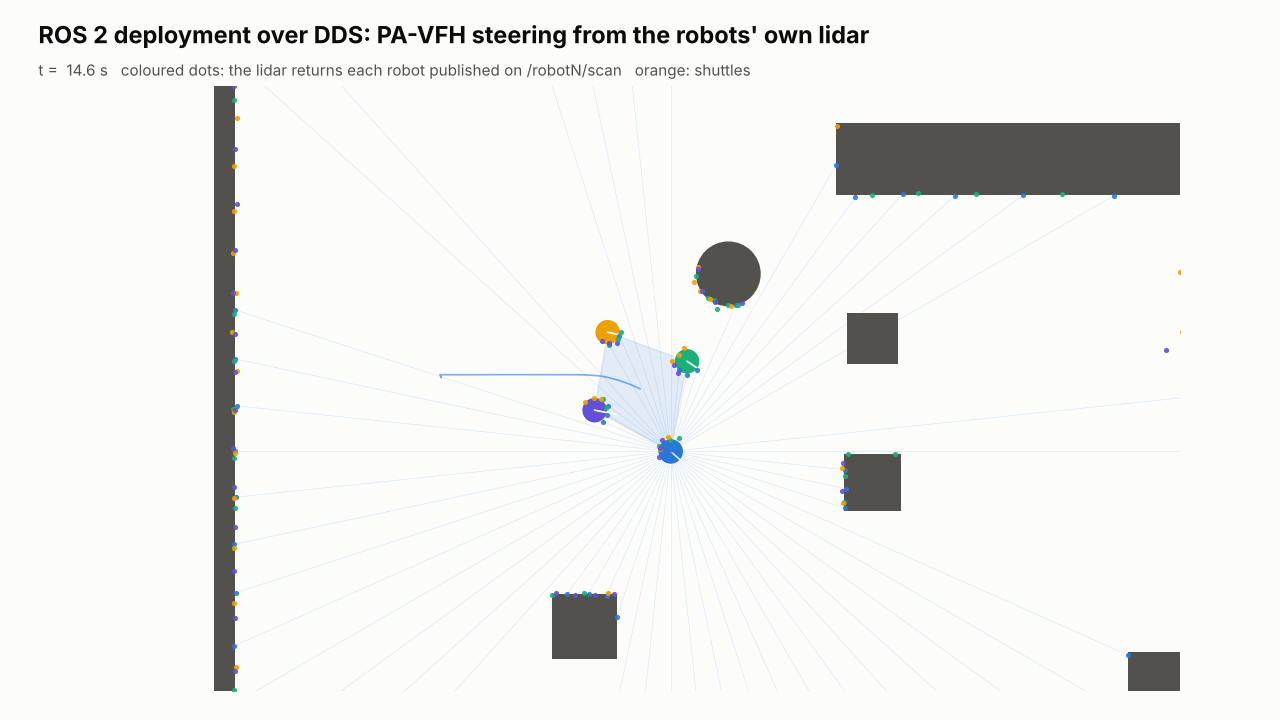 ROS 2 deployment over DDS: PA-VFH steering from the robots' own lidar
t = 14.6 s coloured dots: the lidar returns each robot published on /robotN/scan orange: shuttles